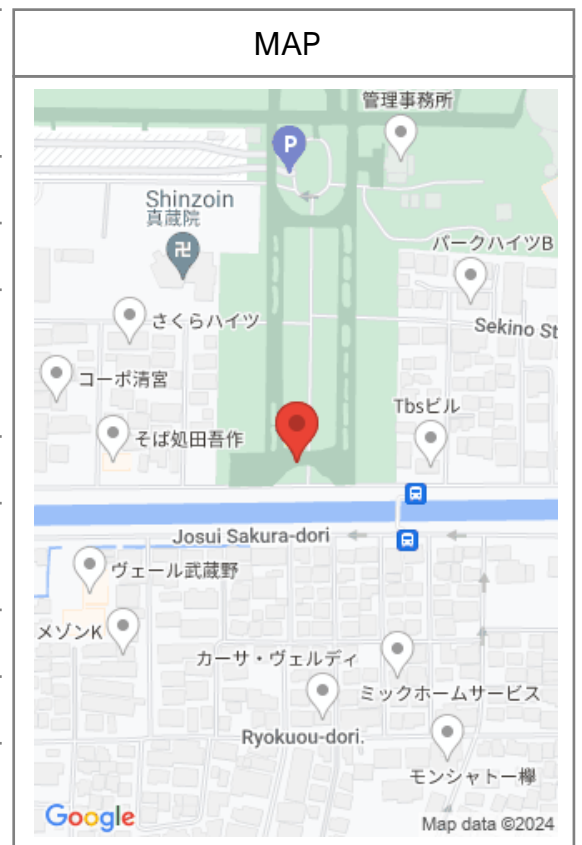 MAP
管理事務所
P
Shinzoin
真蔵院
卍
パークハイツB
さくらハイツ
Sekino St
コーポ清宮
Tbsビル
そば処田吾作
Josui Sakura-dori
ヴェール武蔵野
メゾンK
カーサ・ヴェルディ
ミックホームサービス
Ryokuou-dori.
モンシャトー欅
Google
Map data ©2024